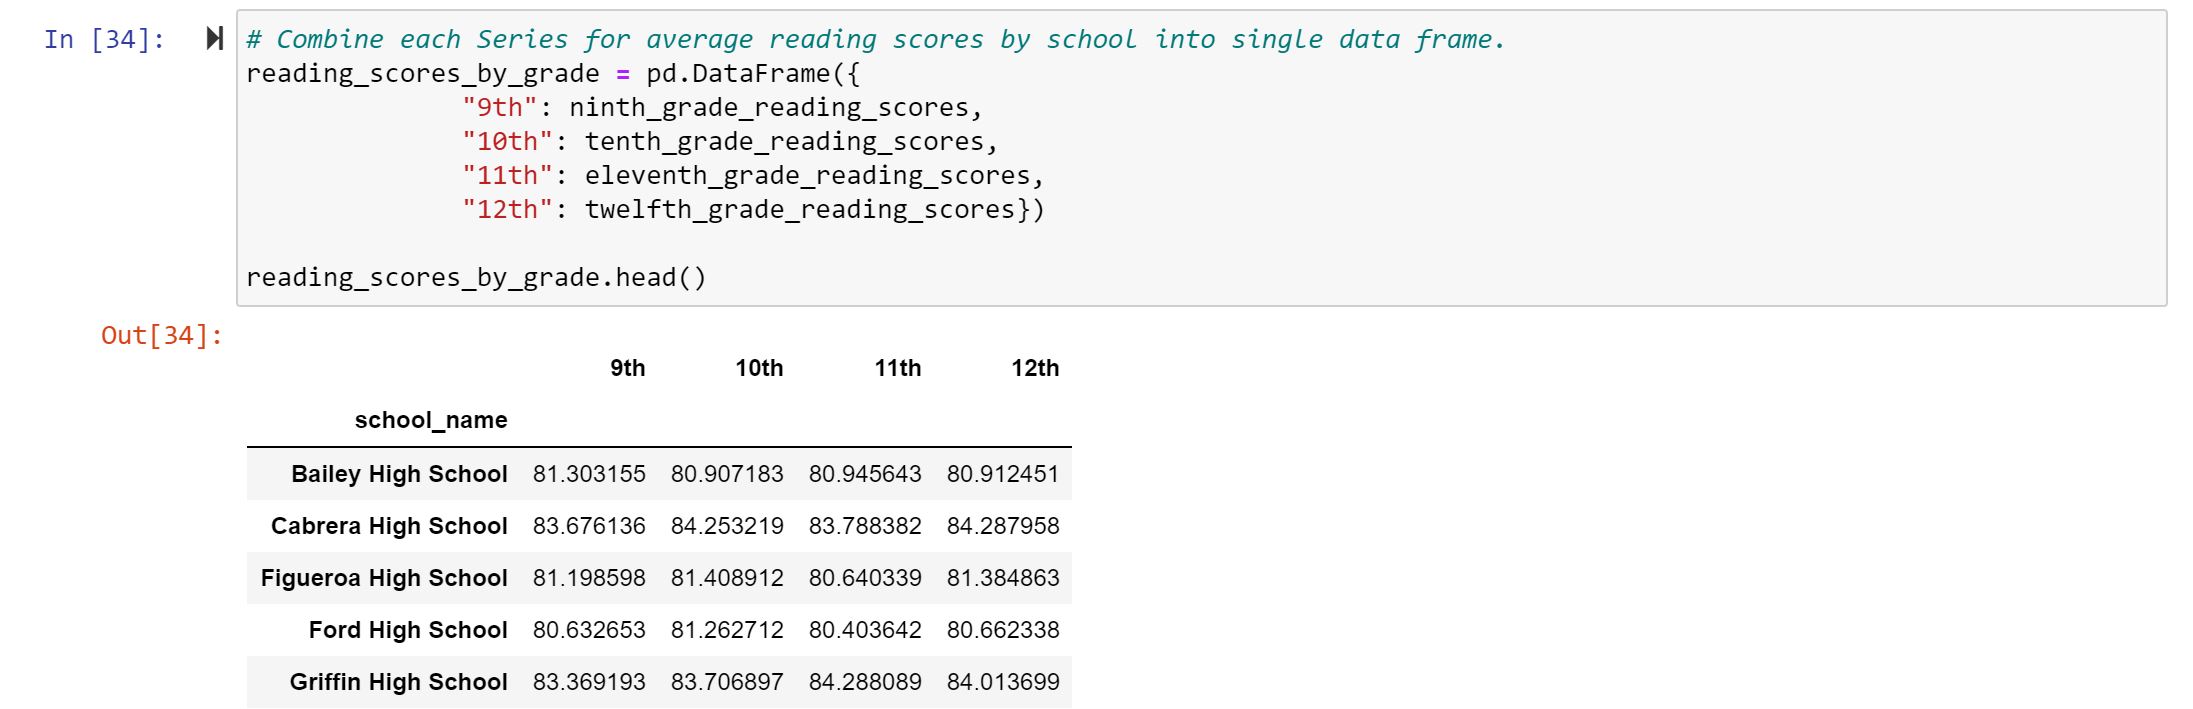 In [34]: # Combine each Series for average reading scores by school into single data frame.
reading_scores_by_grade = pd.DataFrame({
            "9th": ninth_grade_reading_scores,
            "10th": tenth_grade_reading_scores,
            "11th": eleventh_grade_reading_scores,
            "12th": twelfth_grade_reading_scores})
reading_scores_by_grade.head()
Out[34]:
9th 10th 11th 12th
school_name
Bailey High School 81.303155 80.907183 80.945643 80.912451
Cabrera High School 83.676136 84.253219 83.788382 84.287958
Figueroa High School 81.198598 81.408912 80.640339 81.384863
Ford High School 80.632653 81.262712 80.403642 80.662338
Griffin High School 83.369193 83.706897 84.288089 84.013699